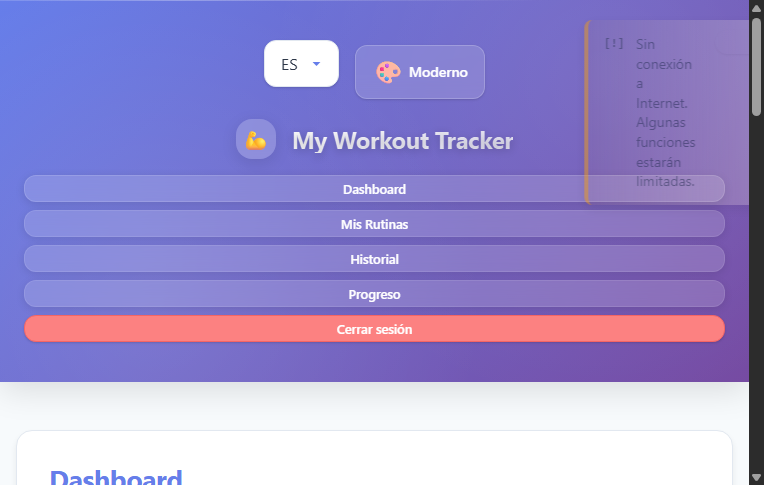 ES
Moderno
[!] Sin
conexión
a
Internet.
Algunas
funciones
estarán
limitadas.
My Workout Tracker
Dashboard
Mis Rutinas
Historial
Progreso
Cerrar sesión
Dashboard